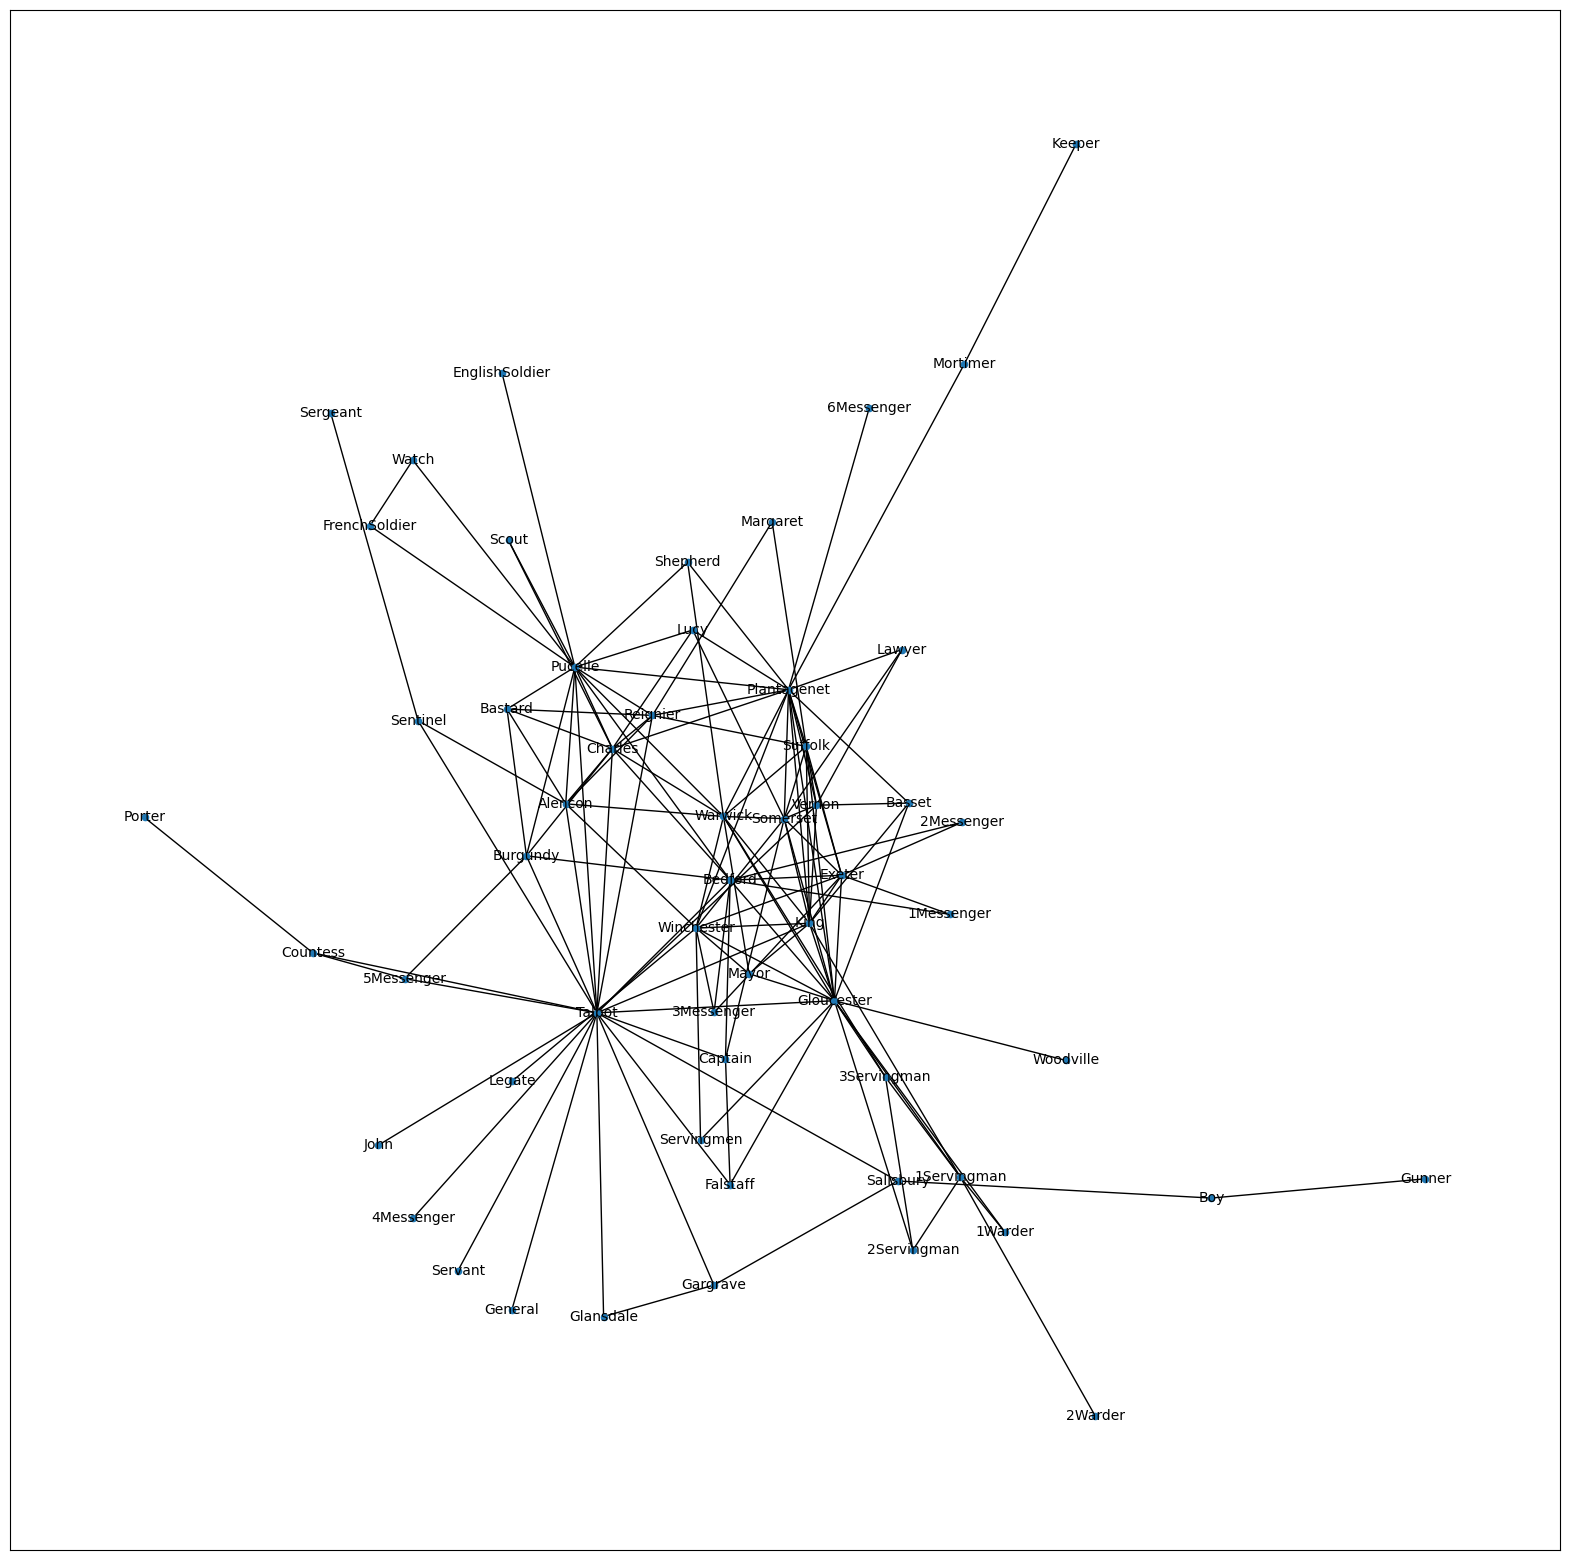 Keeper
Mortimer
EnglishSoldier
6Messenger
Sergeant
Watch
Margaret
FrenchSoldier
Scout
Shepherd
Lucy
Lawyer
Pucelle
Plantagenet
Bastard
Reignier
Sentinel
Suffolk
Charles
Alencon
Vernon
Basset
Porter
Warwick
Somerset
2Messenger
Burgundy
Exeter
Bedford
1Messenger
King
Winchester
Countess
Mayor
5Messenger
Gloucester
Talbot
3Messenger
Captain
Woodville
3Servingman
Legate
Servingmen
John
1Servingman
Gunner
Salisbury
Falstaff
Boy
4Messenger
1Warder
2Servingman
Servant
Gargrave
General
Glansdale
2Warder